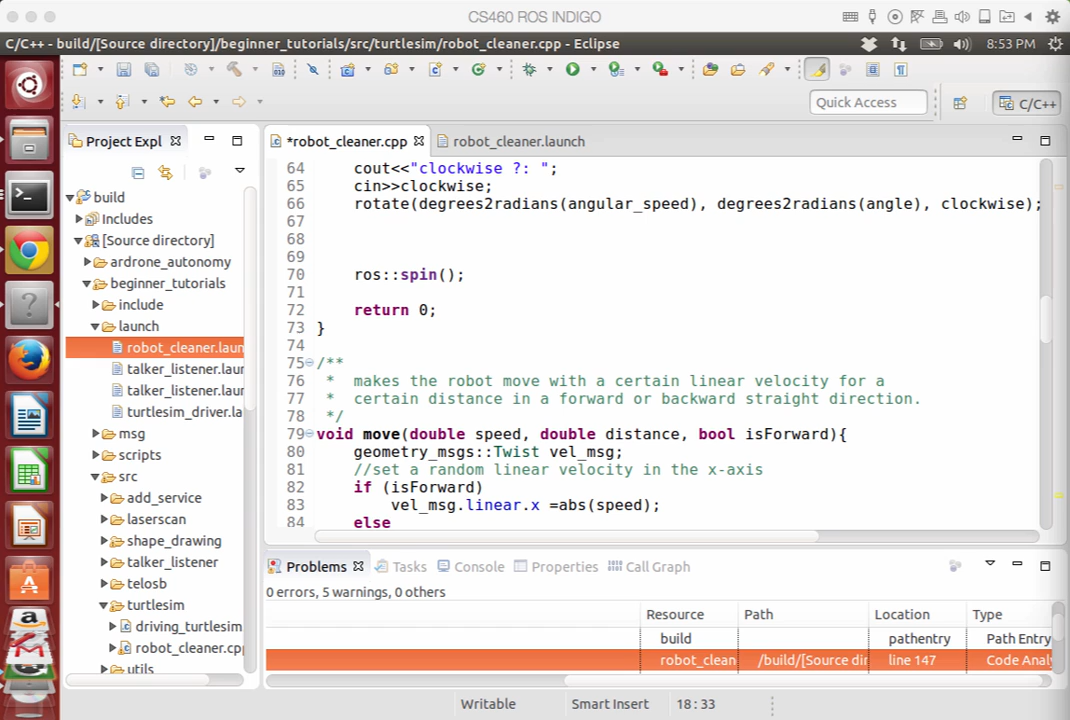 CS460 ROS INDIGO
C/C++ - build/[Source directory]/beginner_tutorials/src/turtlesim/robot_cleaner.cpp - Eclipse
8:53 PM
Quick Access
C/C++
Project Expl
*robot_cleaner.cpp
robot_cleaner.launch
build
Includes
[Source directory]
ardrone_autonomy
beginner_tutorials
include
launch
robot_cleaner.laun
talker_listener.laur
talker_listener.laur
turtlesim_driver.la
msg
scripts
src
add_service
laserscan
shape_drawing
talker_listener
telosb
turtlesim
driving_turtlesim
robot_cleaner.cp
utils
64 cout<<"clockwise ?: ";
65 cin>>clockwise;
66 rotate(degrees2radians(angular_speed), degrees2radians(angle), clockwise);
67
68
69
70 ros::spin();
71
72 return 0;
73 }
74
75 /**
76 * makes the robot move with a certain linear velocity for a
77 * certain distance in a forward or backward straight direction.
78 */
79 void move(double speed, double distance, bool isForward){
80 geometry_msgs::Twist vel_msg;
81 //set a random linear velocity in the x-axis
82 if (isForward)
83 vel_msg.linear.x =abs(speed);
84 else
Problems
Tasks
Console
Properties
Call Graph
0 errors, 5 warnings, 0 others
Resource Path Location Type
build pathentry Path Entry
robot_clean /build/[Source dir line 147 Code Analy
Writable
Smart Insert
18 : 33